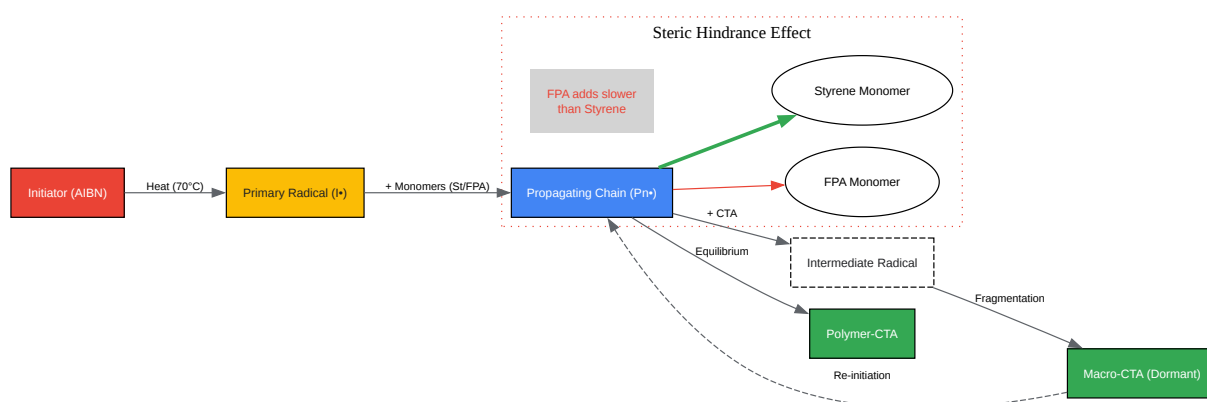 Steric Hindrance Effect
FPA adds slower
than Styrene
Styrene Monomer
Initiator (AIBN)
Heat (70°C)
Primary Radical (I•)
+ Monomers (St/FPA)
Propagating Chain (Pn•)
FPA Monomer
+ CTA
Equilibrium
Intermediate Radical
Fragmentation
Polymer-CTA
Re-initiation
Macro-CTA (Dormant)